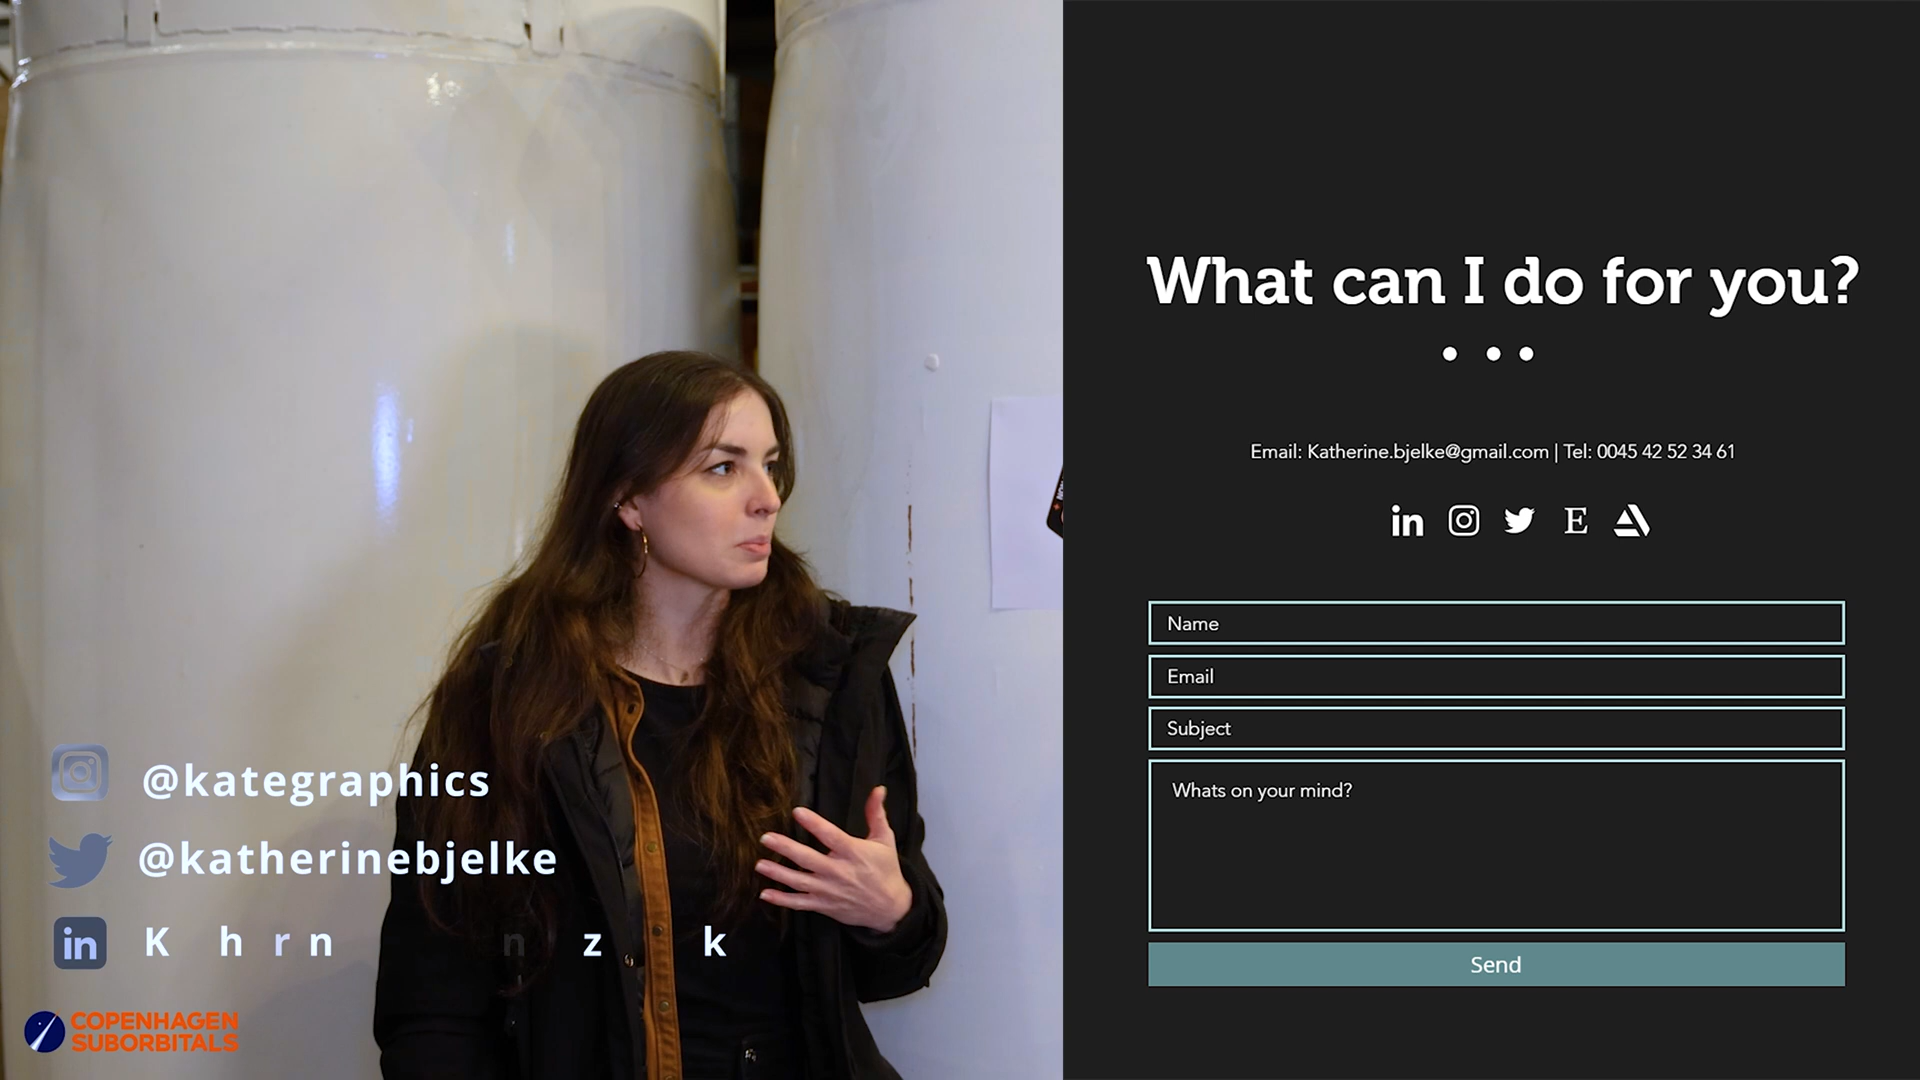 @kategraphics
@katherinebjelke
COPENHAGEN
SUBORBITALS
What can I do for you?
Email: Katherine.bjelke@gmail.com | Tel: 0045 42 52 34 61
Name
Email
Subject
Whats on your mind?
Send